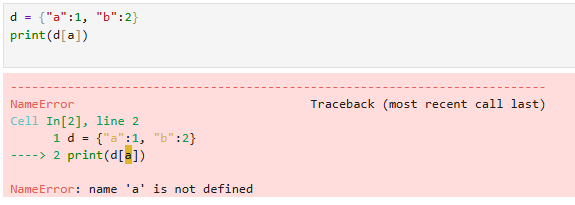 d = {"a":1, "b":2}
print(d[a])
---------------------------------------------------------------------------
NameError                                 Traceback (most recent call last)
Cell In[2], line 2
      1 d = {"a":1, "b":2}
----> 2 print(d[a])

NameError: name 'a' is not defined